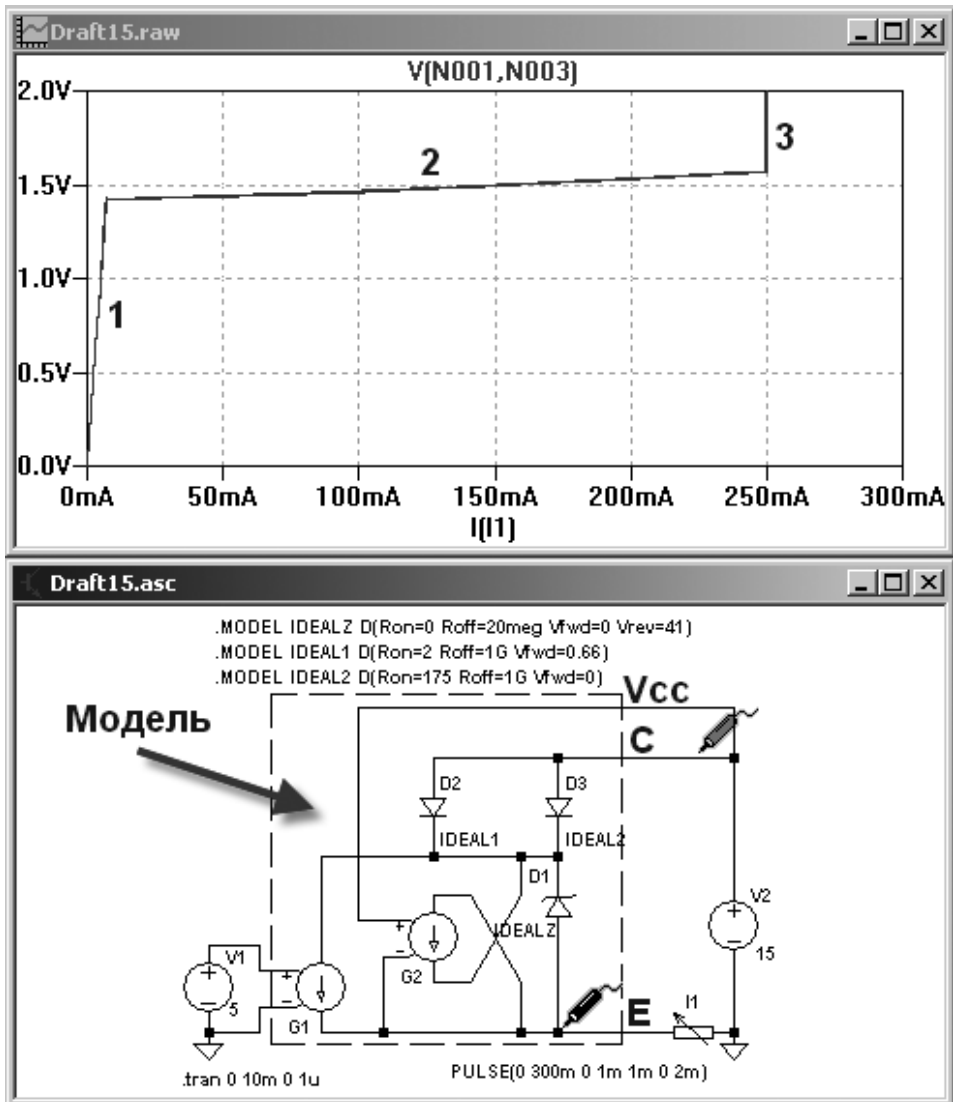 Draft15.raw
V(N001,N003)
2.0V
1.5V
1.0V
0.5V
0.0V
1
2
3
0mA 50mA 100mA 150mA 200mA 250mA 300mA
I(I1)
Draft15.asc
.MODEL IDEALZ D(Ron=0 Roff=20meg Vfwd=0 Vrev=41)
.MODEL IDEAL1 D(Ron=2 Roff=1G Vfwd=0.66)
.MODEL IDEAL2 D(Ron=175 Roff=1G Vfwd=0)
Модель
Vcc
C
D2
D3
IDEAL1
IDEAL2
D1
IDEALZ
V2
15
V1
5
G1
G2
E
I1
.tran 0 10m 0 1u
PULSE(0 300m 0 1m 1m 0 2m)